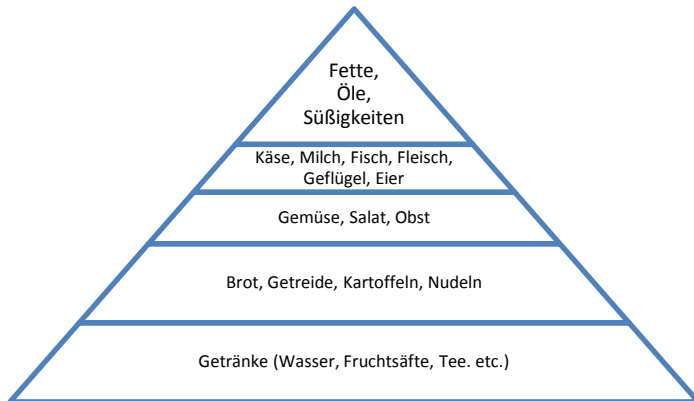 Fette,
Öle,
Süßigkeiten
Käse, Milch, Fisch, Fleisch,
Geflügel, Eier
Gemüse, Salat, Obst
Brot, Getreide, Kartoffeln, Nudeln
Getränke (Wasser, Fruchtsäfte, Tee. etc.)